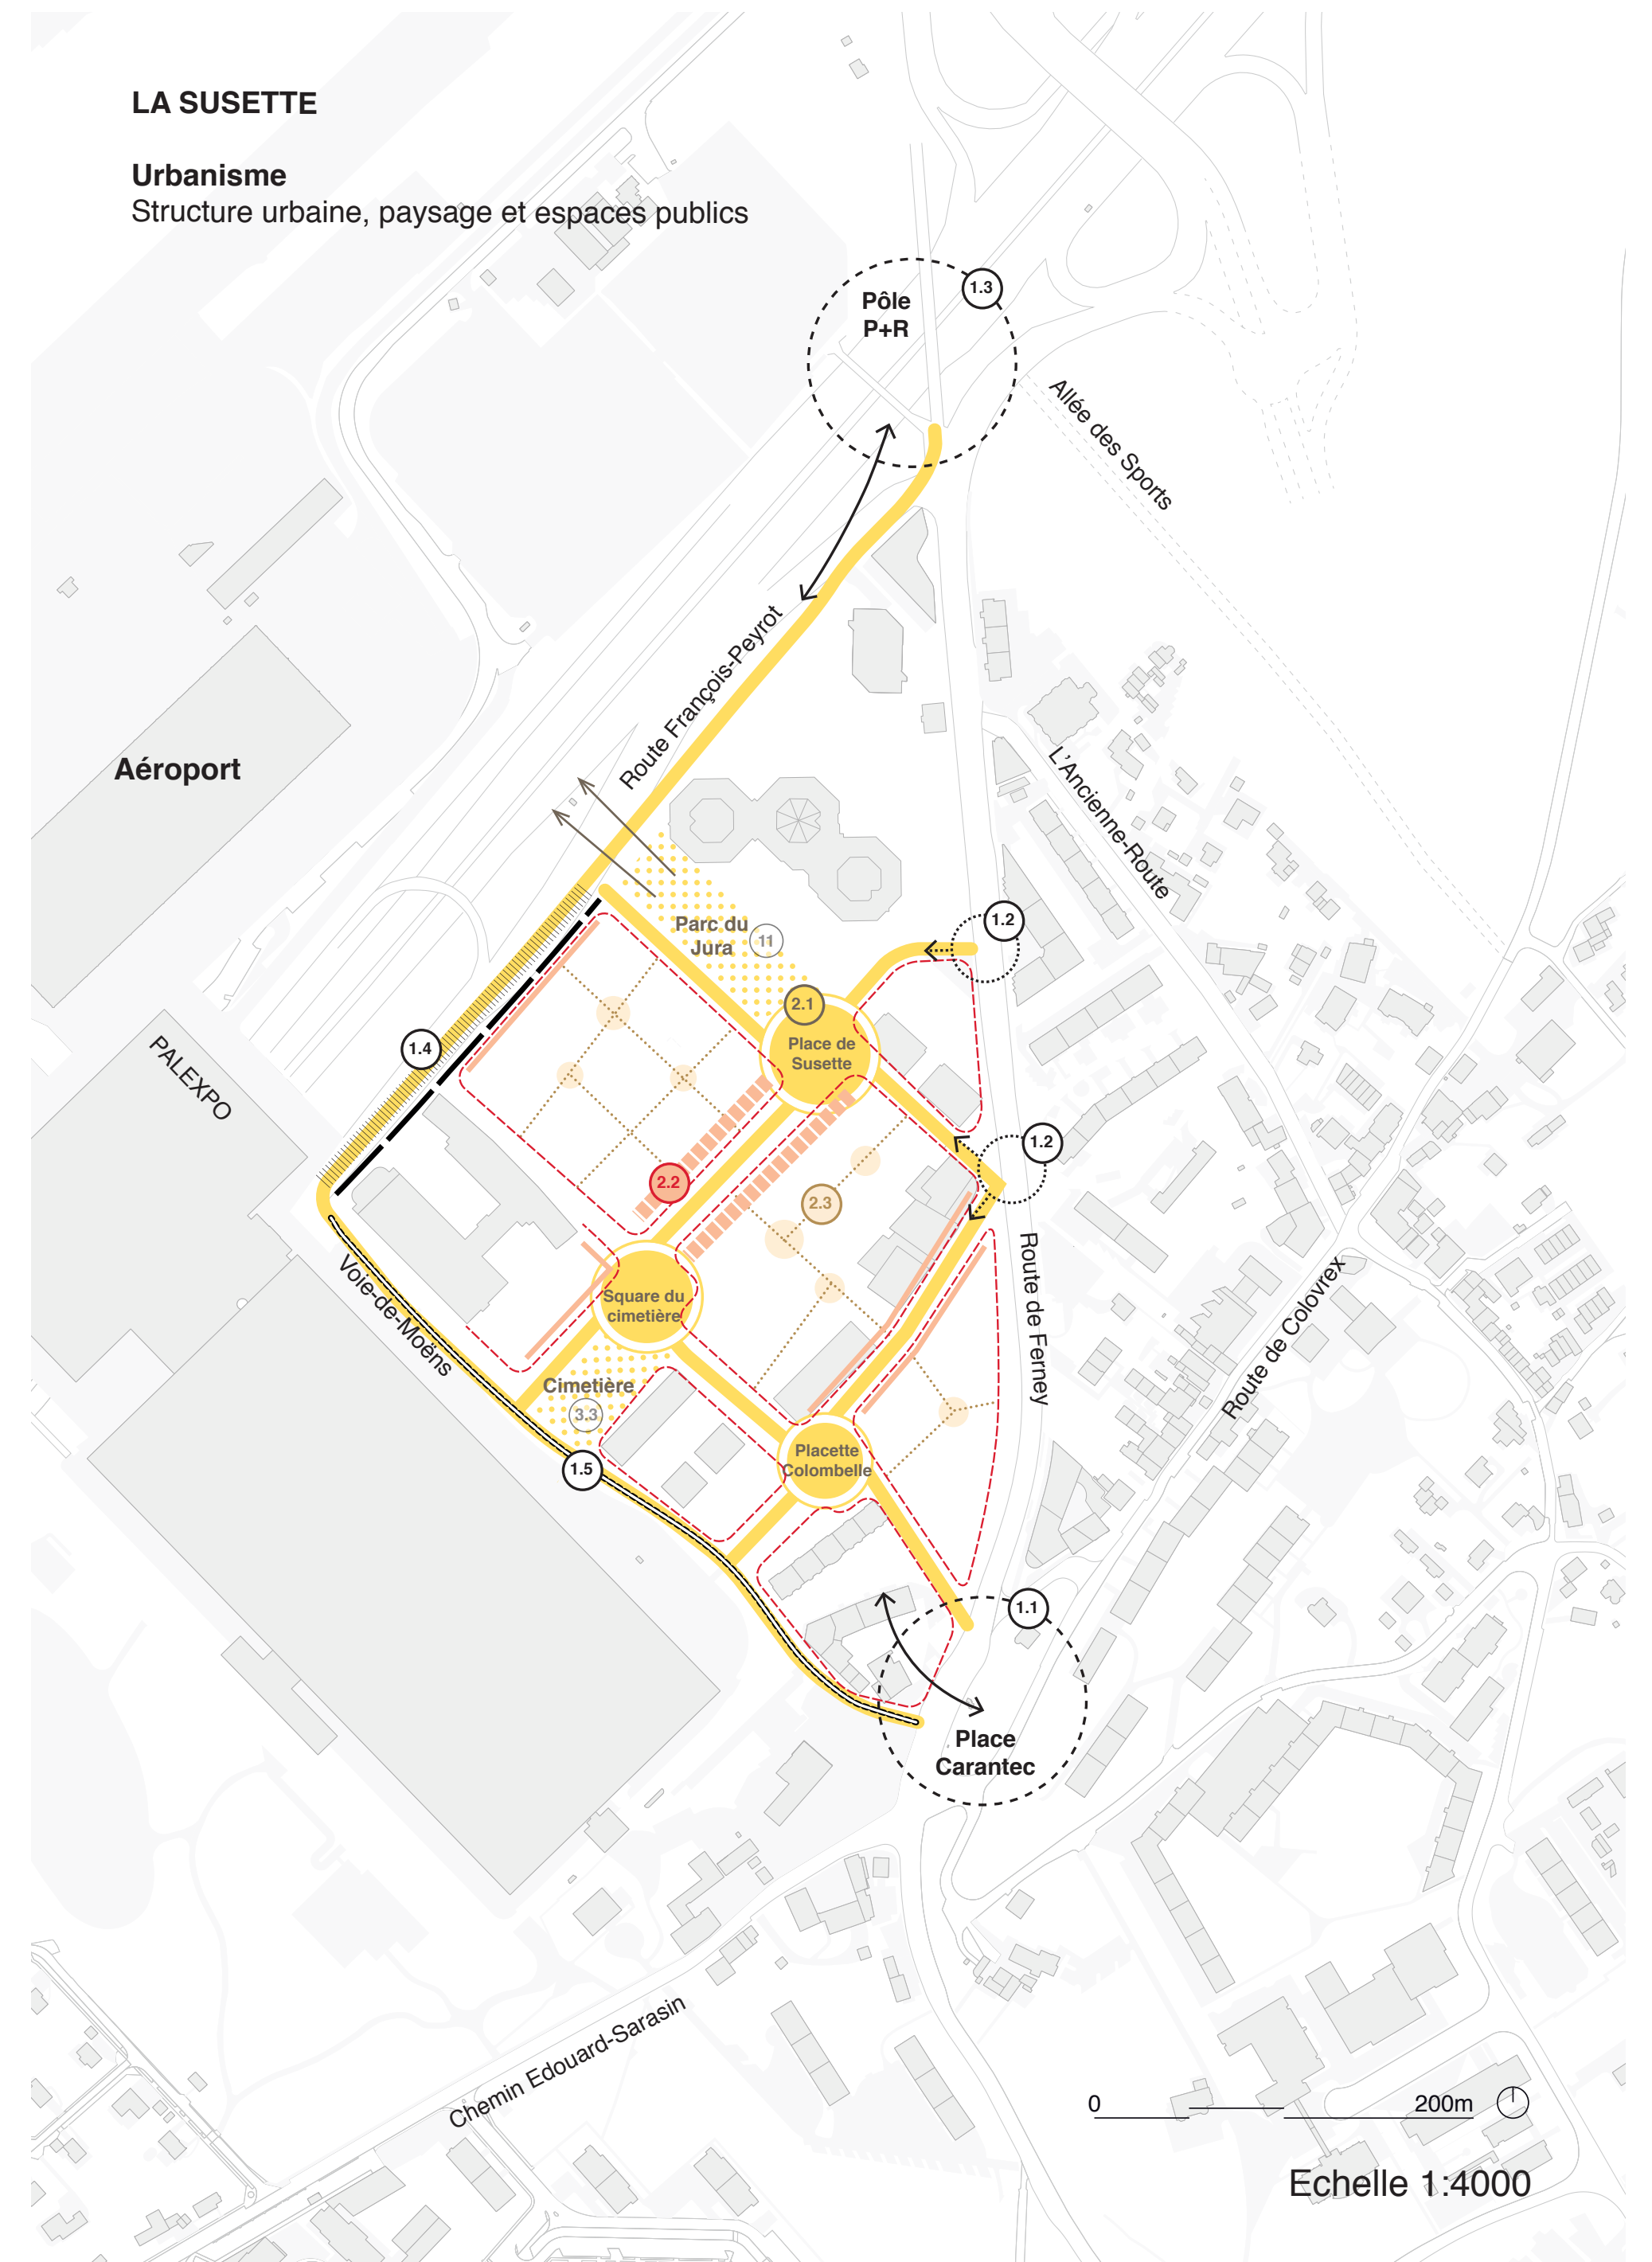 LA SUSETTE
Urbanisme
Structure urbaine, paysage et espaces publics
1.3
Pôle
P+R
Allée des Sports
Route François-Peyrot
Aéroport
L'Ancienne-Route
1.2
Parc du
Jura
11
2.1
Place de
Susette
1.4
PALEXPO
1.2
2.2
2.3
Route de Ferney
Square du
cimetière
Voie-de-Moëns
Route de Colovrex
Cimetière
3.3
Placette
Colombelle
1.5
1.1
Place
Carantec
Chemin Edouard-Sarasin
0
200m
Echelle 1:4000